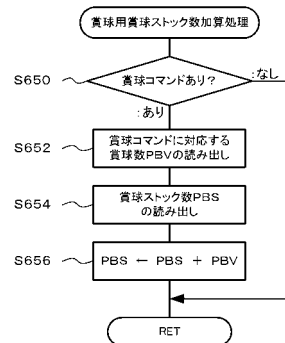 賞球用賞球ストック数加算処理
S650
賞球コマンドあり?
:なし
:あり
S652
賞球コマンドに対応する
賞球数PBVの読み出し
S654
賞球ストック数PBS
の読み出し
S656
PBS ← PBS + PBV
RET